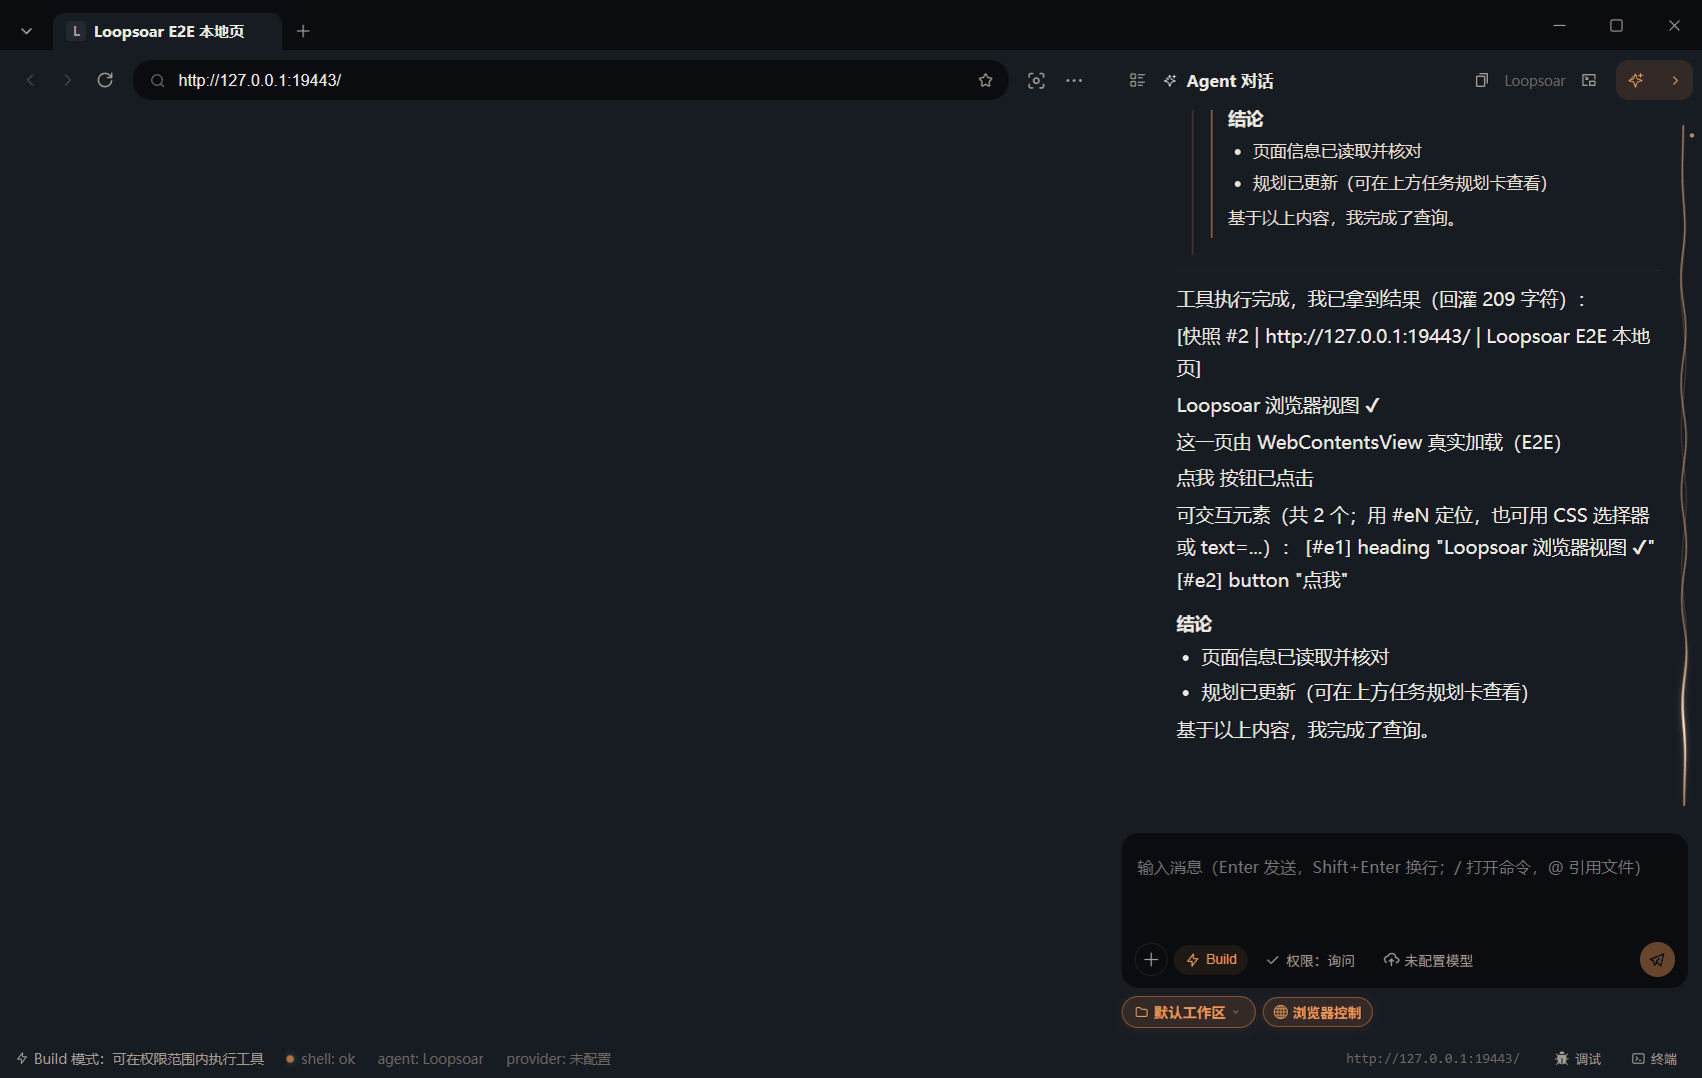 L Loopsoar E2E 本地页
http://127.0.0.1:19443/
Agent 对话
Loopsoar
结论
• 页面信息已读取并核对
• 规划已更新（可在上方任务规划卡查看）
基于以上内容，我完成了查询。
工具执行完成，我已拿到结果（回灌 209 字符）：
[快照 #2 | http://127.0.0.1:19443/ | Loopsoar E2E 本地
页]
Loopsoar 浏览器视图 ✓
这一页由 WebContentsView 真实加载（E2E）
点我 按钮已点击
可交互元素（共 2 个；用 #eN 定位，也可用 CSS 选择器
或 text=...）： [#e1] heading "Loopsoar 浏览器视图 ✓"
[#e2] button "点我"
结论
• 页面信息已读取并核对
• 规划已更新（可在上方任务规划卡查看）
基于以上内容，我完成了查询。
输入消息（Enter 发送，Shift+Enter 换行；/ 打开命令，@ 引用文件）
Build
权限：询问
未配置模型
默认工作区
浏览器控制
Build 模式：可在权限范围内执行工具
shell: ok
agent: Loopsoar
provider: 未配置
http://127.0.0.1:19443/
调试
终端